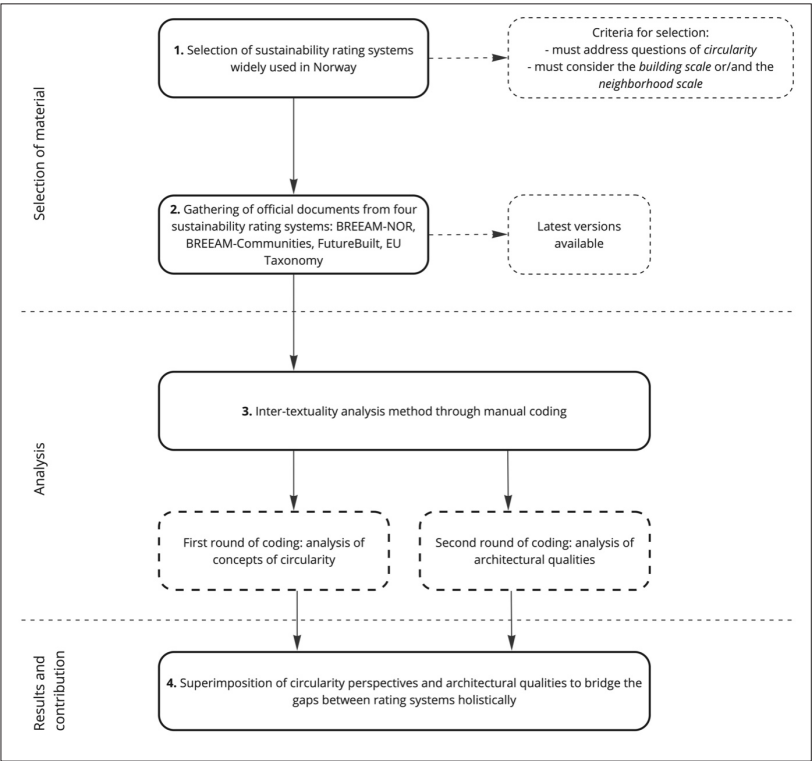 Selection of material
1. Selection of sustainability rating systems
widely used in Norway
Criteria for selection:
- must address questions of circularity
- must consider the building scale or/and the
neighborhood scale
2. Gathering of official documents from four
sustainability rating systems: BREEAM-NOR,
BREEAM-Communities, FutureBuilt, EU
Taxonomy
Latest versions
available
Analysis
3. Inter-textuality analysis method through manual coding
First round of coding: analysis of
concepts of circularity
Second round of coding: analysis of
architectural qualities
Results and
contribution
4. Superimposition of circularity perspectives and architectural qualities to bridge the
gaps between rating systems holistically